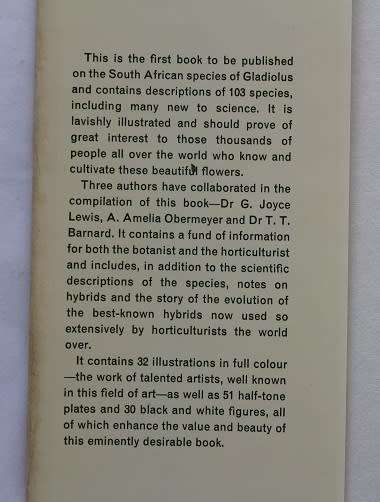 This is the first book to be published
on the South African species of Gladiolus
and contains descriptions of 103 species,
including many new to science. It is
lavishly illustrated and should prove of
great interest to those thousands of
people all over the world who know and
cultivate these beautiful flowers.
Three authors have collaborated in the
compilation of this book—Dr G. Joyce
Lewis, A. Amelia Obermeyer and Dr T. T.
Barnard. It contains a fund of information
for both the botanist and the horticulturist
and includes, in addition to the scientific
descriptions of the species, notes on
hybrids and the story of the evolution of
the best-known hybrids now used so
extensively by horticulturists the world
over.
It contains 32 illustrations in full colour
—the work of talented artists, well known
in this field of art—as well as 51 half-tone
plates and 30 black and white figures, all
of which enhance the value and beauty of
this eminently desirable book.